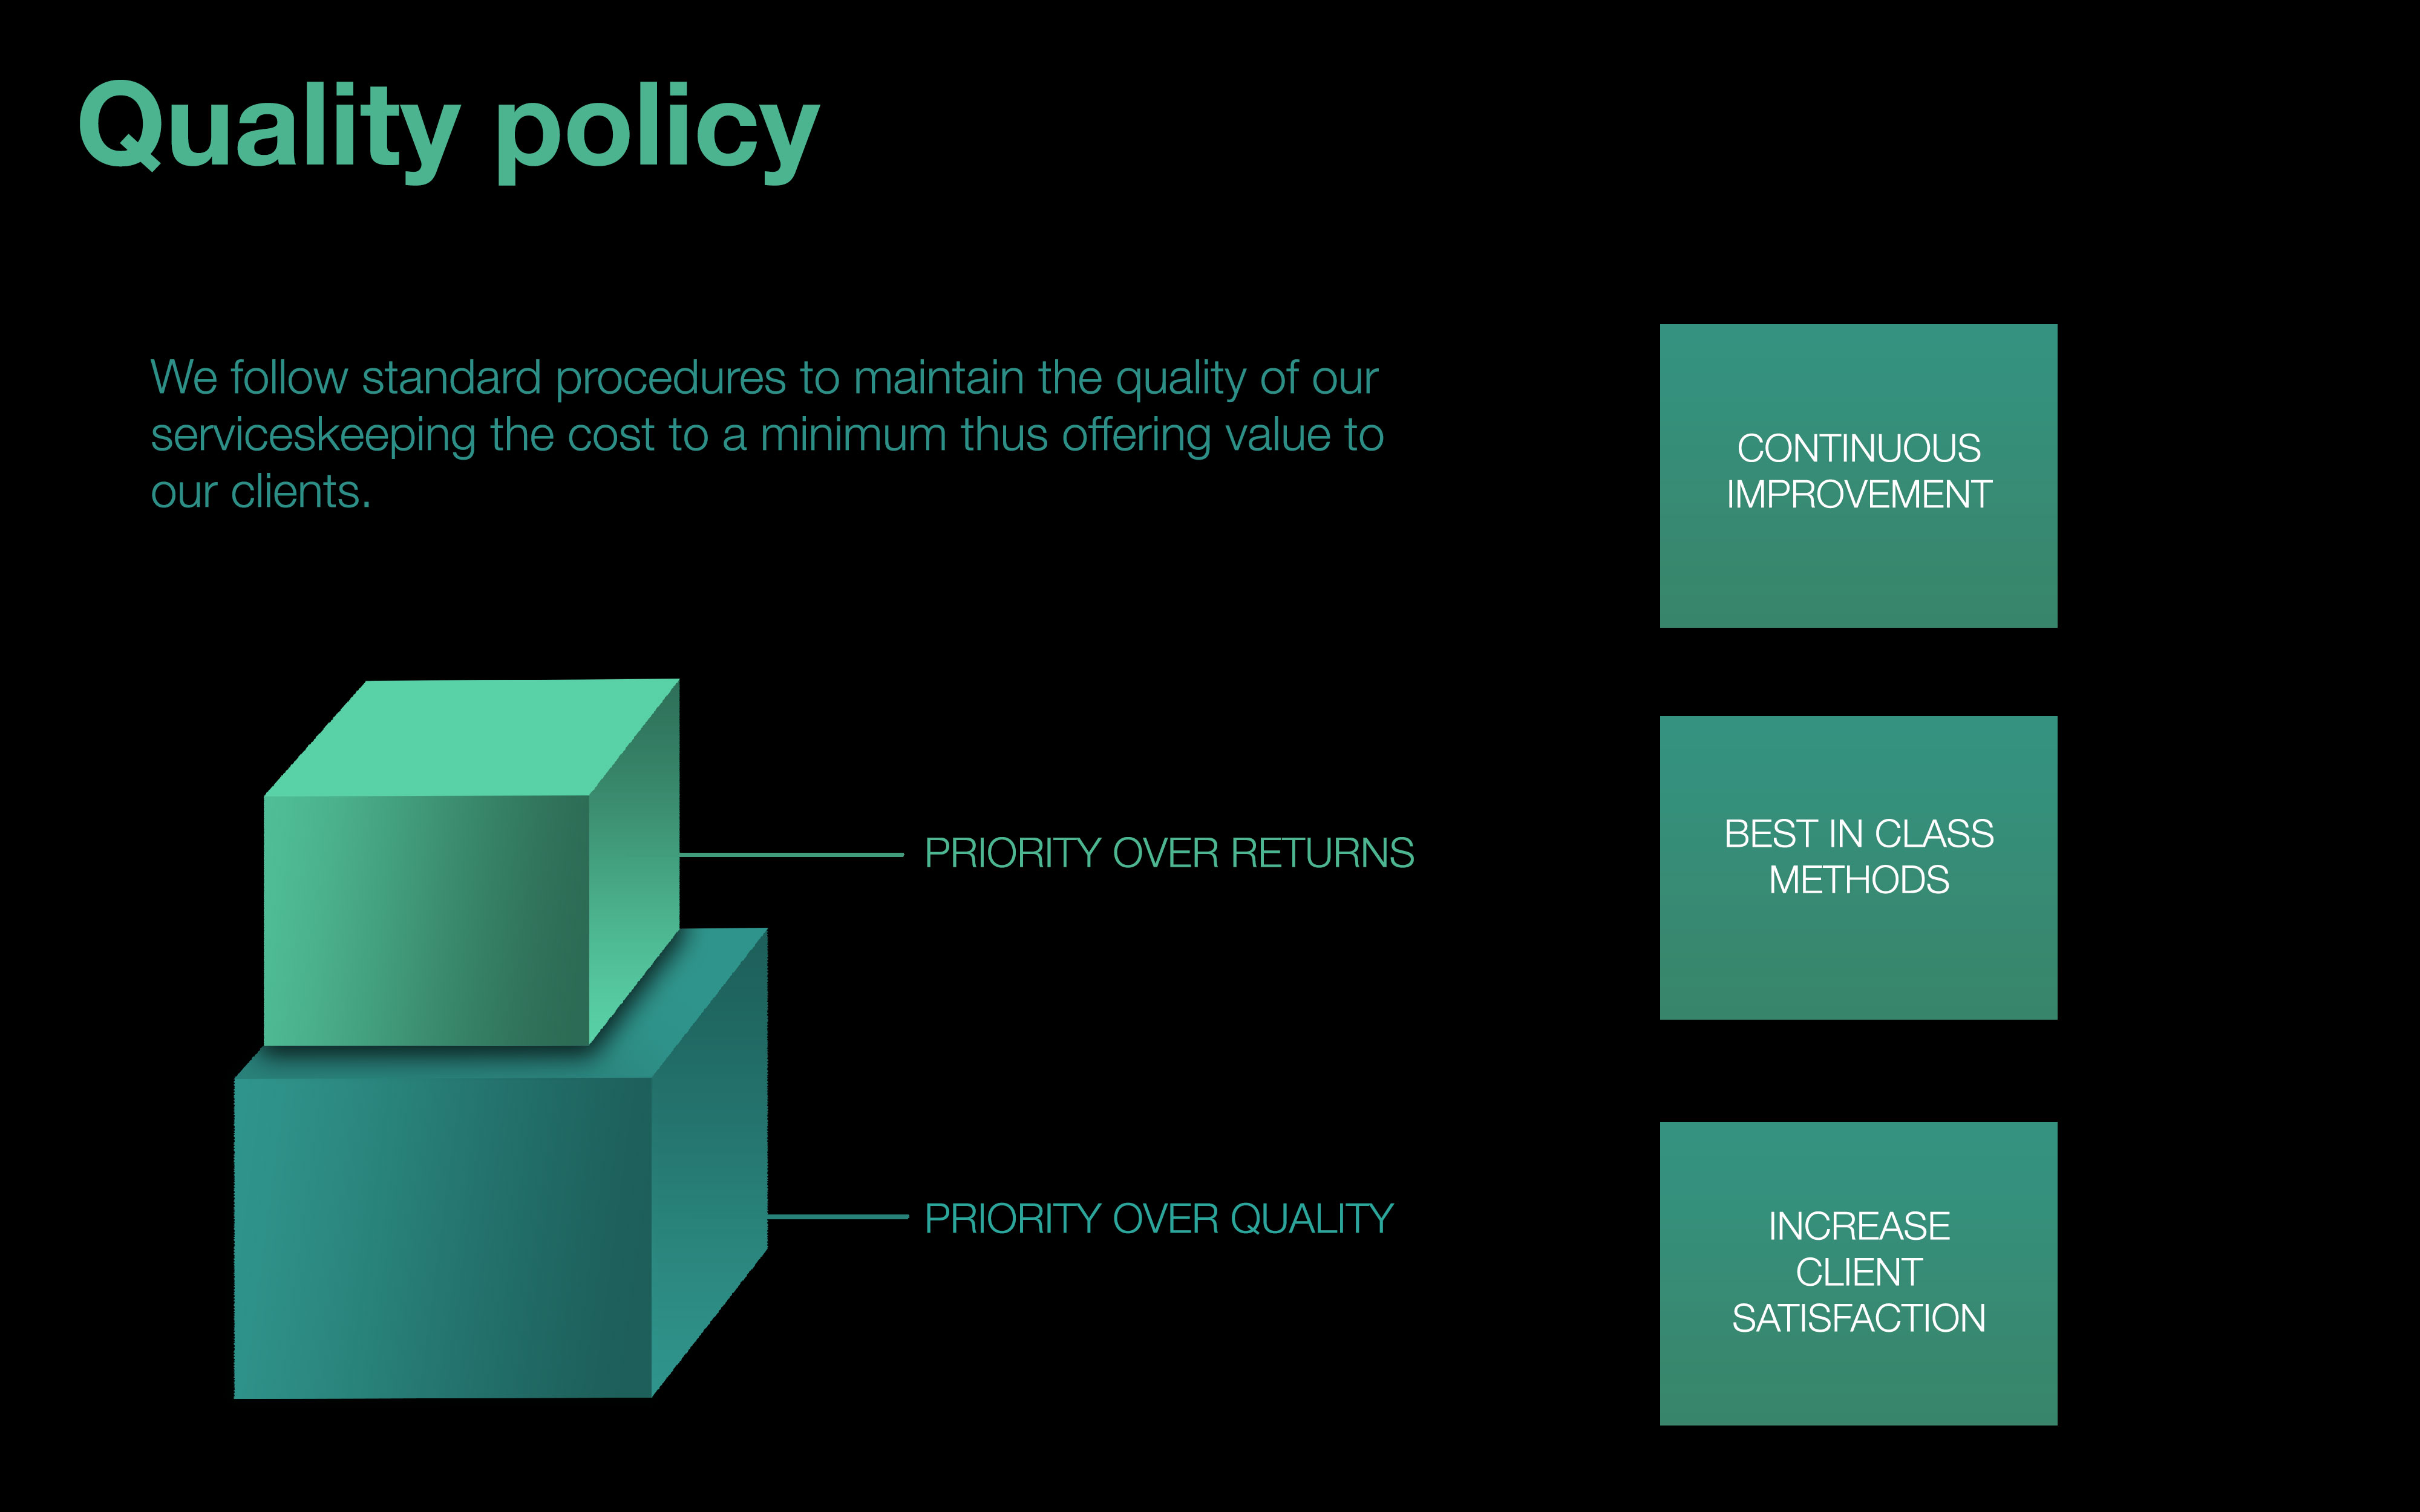 Quality policy
We follow standard procedures to maintain the quality of our
serviceskeeping the cost to a minimum thus offering value to
our clients.
PRIORITY OVER RETURNS
PRIORITY OVER QUALITY
CONTINUOUS
IMPROVEMENT
BEST IN CLASS
METHODS
INCREASE
CLIENT
SATISFACTION